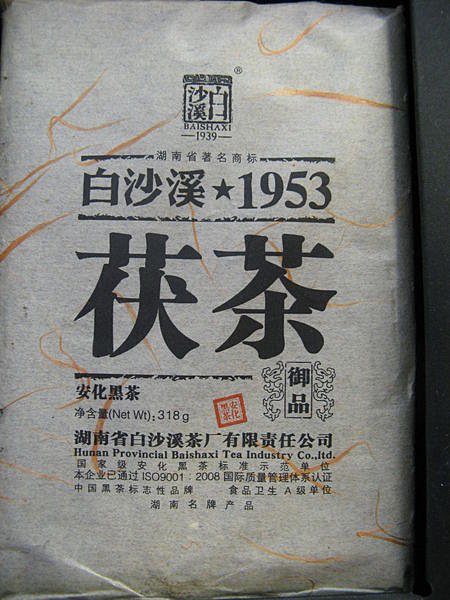 ®
白沙溪
BAISHAXI
1939
湖南省著名商标
白沙溪★1953
茯茶
御品
安化黑茶
净含量(Net Wt):318g
安化黑茶
湖南省白沙溪茶厂有限责任公司
Hunan Provincial Baishaxi Tea Industry Co.,ltd.
国家级安化黑茶标准示范单位
本企业已通过ISO9001:2008国际质量管理体系认证
中国黑茶标志性品牌 食品卫生A级单位
湖南名牌产品